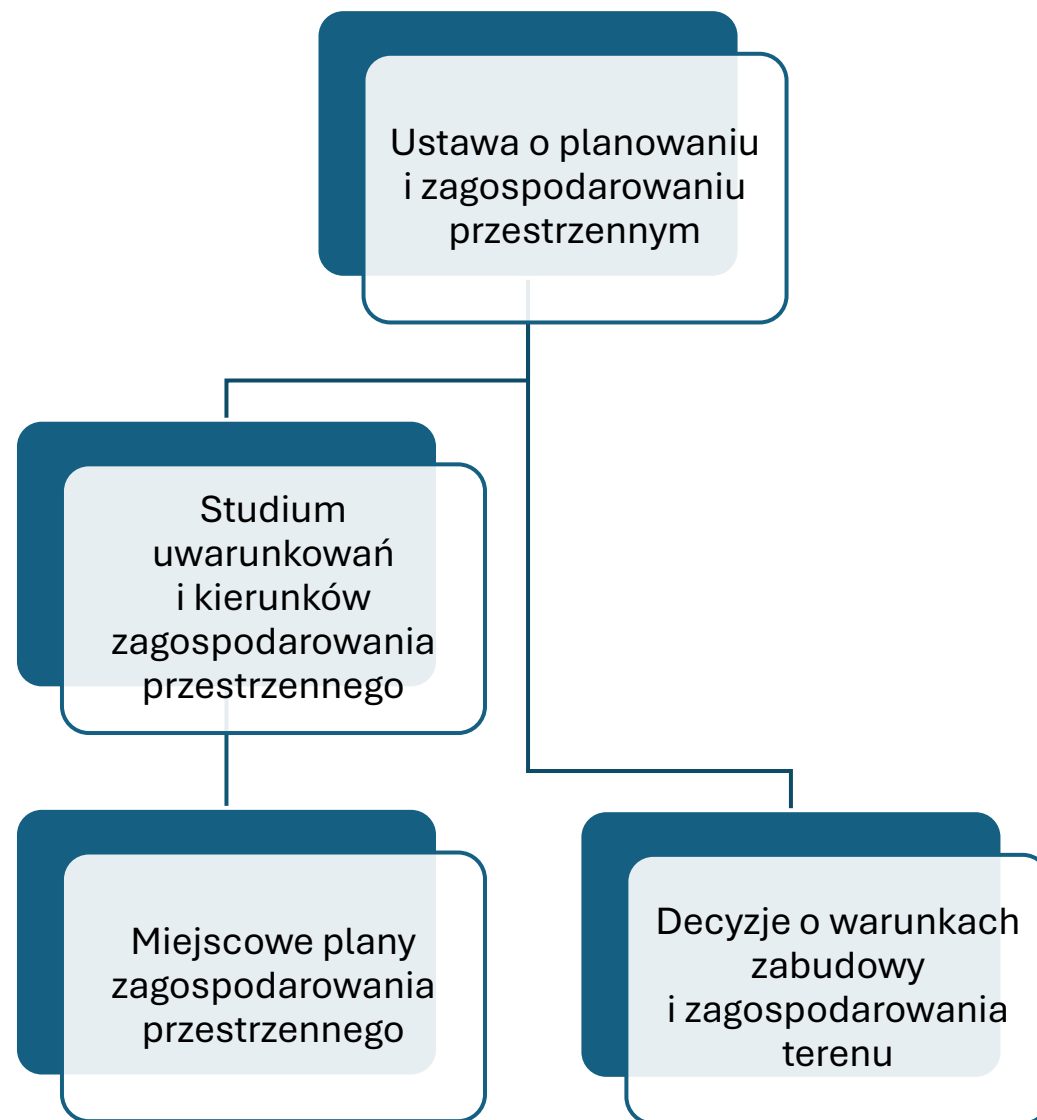 Ustawa o planowaniu
i zagospodarowaniu
przestrzennym
Studium
uwarunkowań
i kierunków
zagospodarowania
przestrzennego
Miejscowe plany
zagospodarowania
przestrzennego
Decyzje o warunkach
zabudowy
i zagospodarowania
terenu